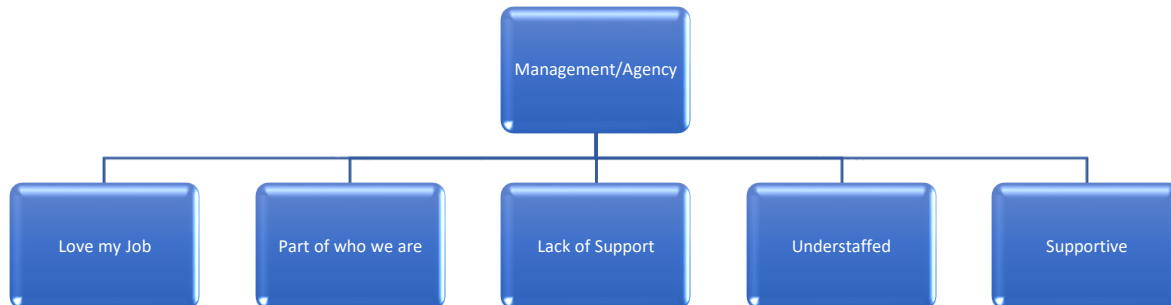 Management/Agency
Love my Job
Part of who we are
Lack of Support
Understaffed
Supportive